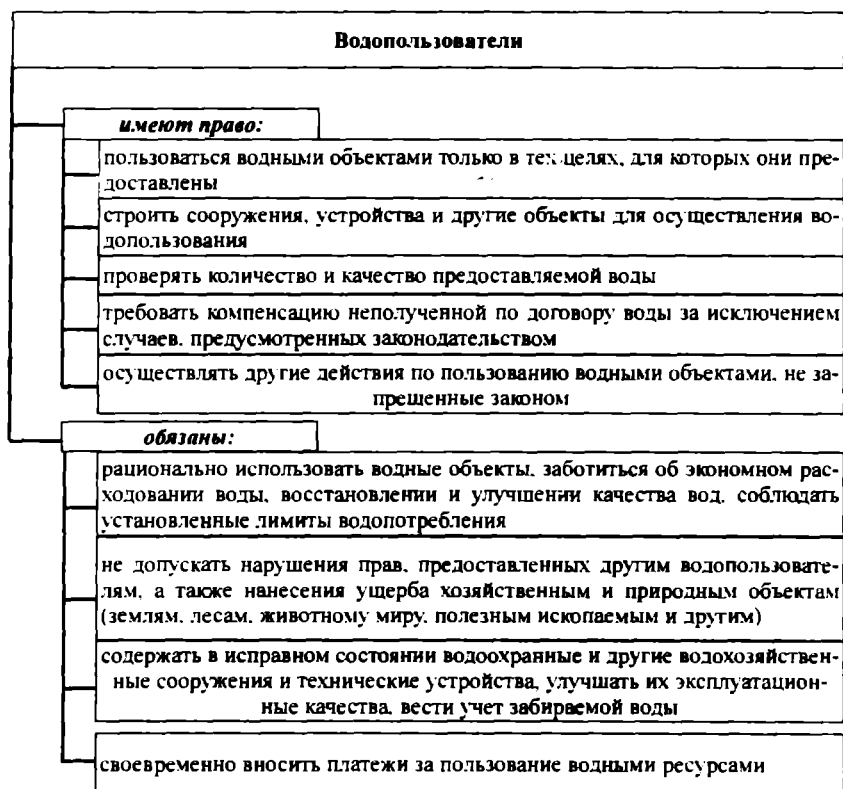 Водопользователи
имеют право:
пользоваться водными объектами только в тех целях, для которых они пре-
доставлены
строить сооружения, устройства и другие объекты для осуществления во-
допользования
проверять количество и качество предоставляемой воды
требовать компенсацию неполученной по договору воды за исключением
случаев, предусмотренных законодательством
осуществлять другие действия по пользованию водными объектами, не за-
прещенные законом
обязаны:
рационально использовать водные объекты, заботиться об экономном рас-
ходовании воды, восстановлении и улучшении качества вод, соблюдать
установленные лимиты водопотребления
не допускать нарушения прав, предоставленных другим водопользовате-
лям, а также нанесения ущерба хозяйственным и природным объектам
(землям, лесам, животному миру, полезным ископаемым и другим)
содержать в исправном состоянии водоохранные и другие водохозяйствен-
ные сооружения и технические устройства, улучшать их эксплуатацион-
ные качества, вести учет забираемой воды
своевременно вносить платежи за пользование водными ресурсами